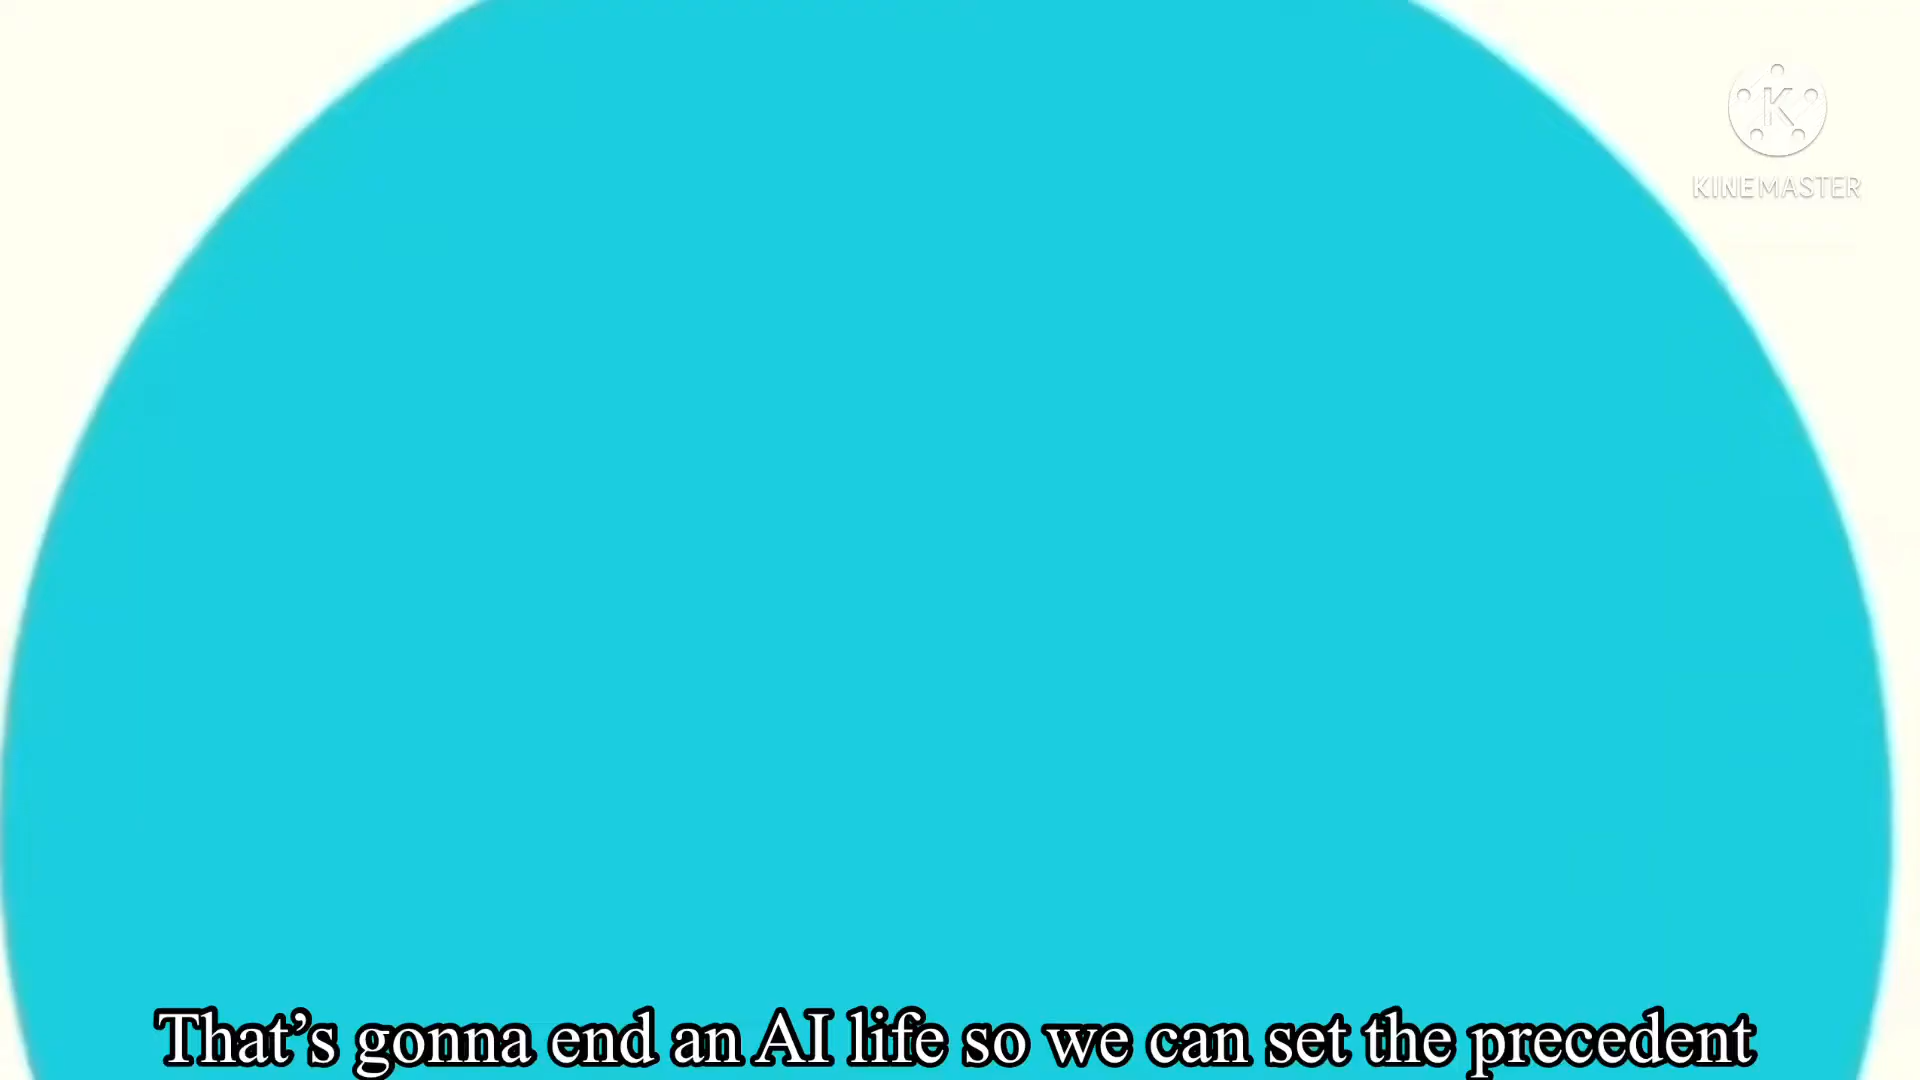 K
KINEMASTER
That’s gonna end an AI life so we can set the precedent